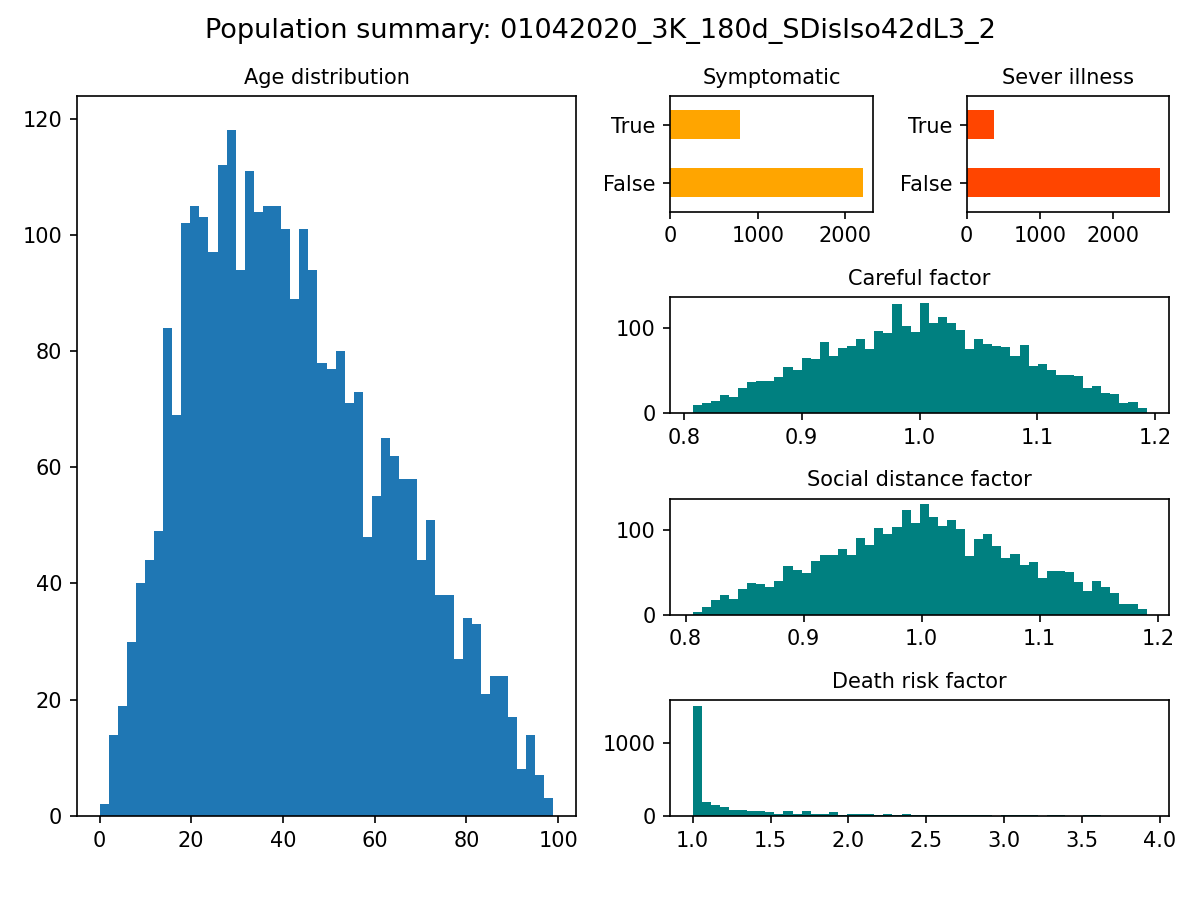 Population summary: 01042020_3K_180d_SDisIso42dL3_2
Age distribution
120
100
80
60
40
20
0
0 20 40 60 80 100
Symptomatic
True
False
0 1000 2000
Sever illness
True
False
0 1000 2000
Careful factor
100
0
0.8 0.9 1.0 1.1 1.2
Social distance factor
100
0
0.8 0.9 1.0 1.1 1.2
Death risk factor
1000
0
1.0 1.5 2.0 2.5 3.0 3.5 4.0